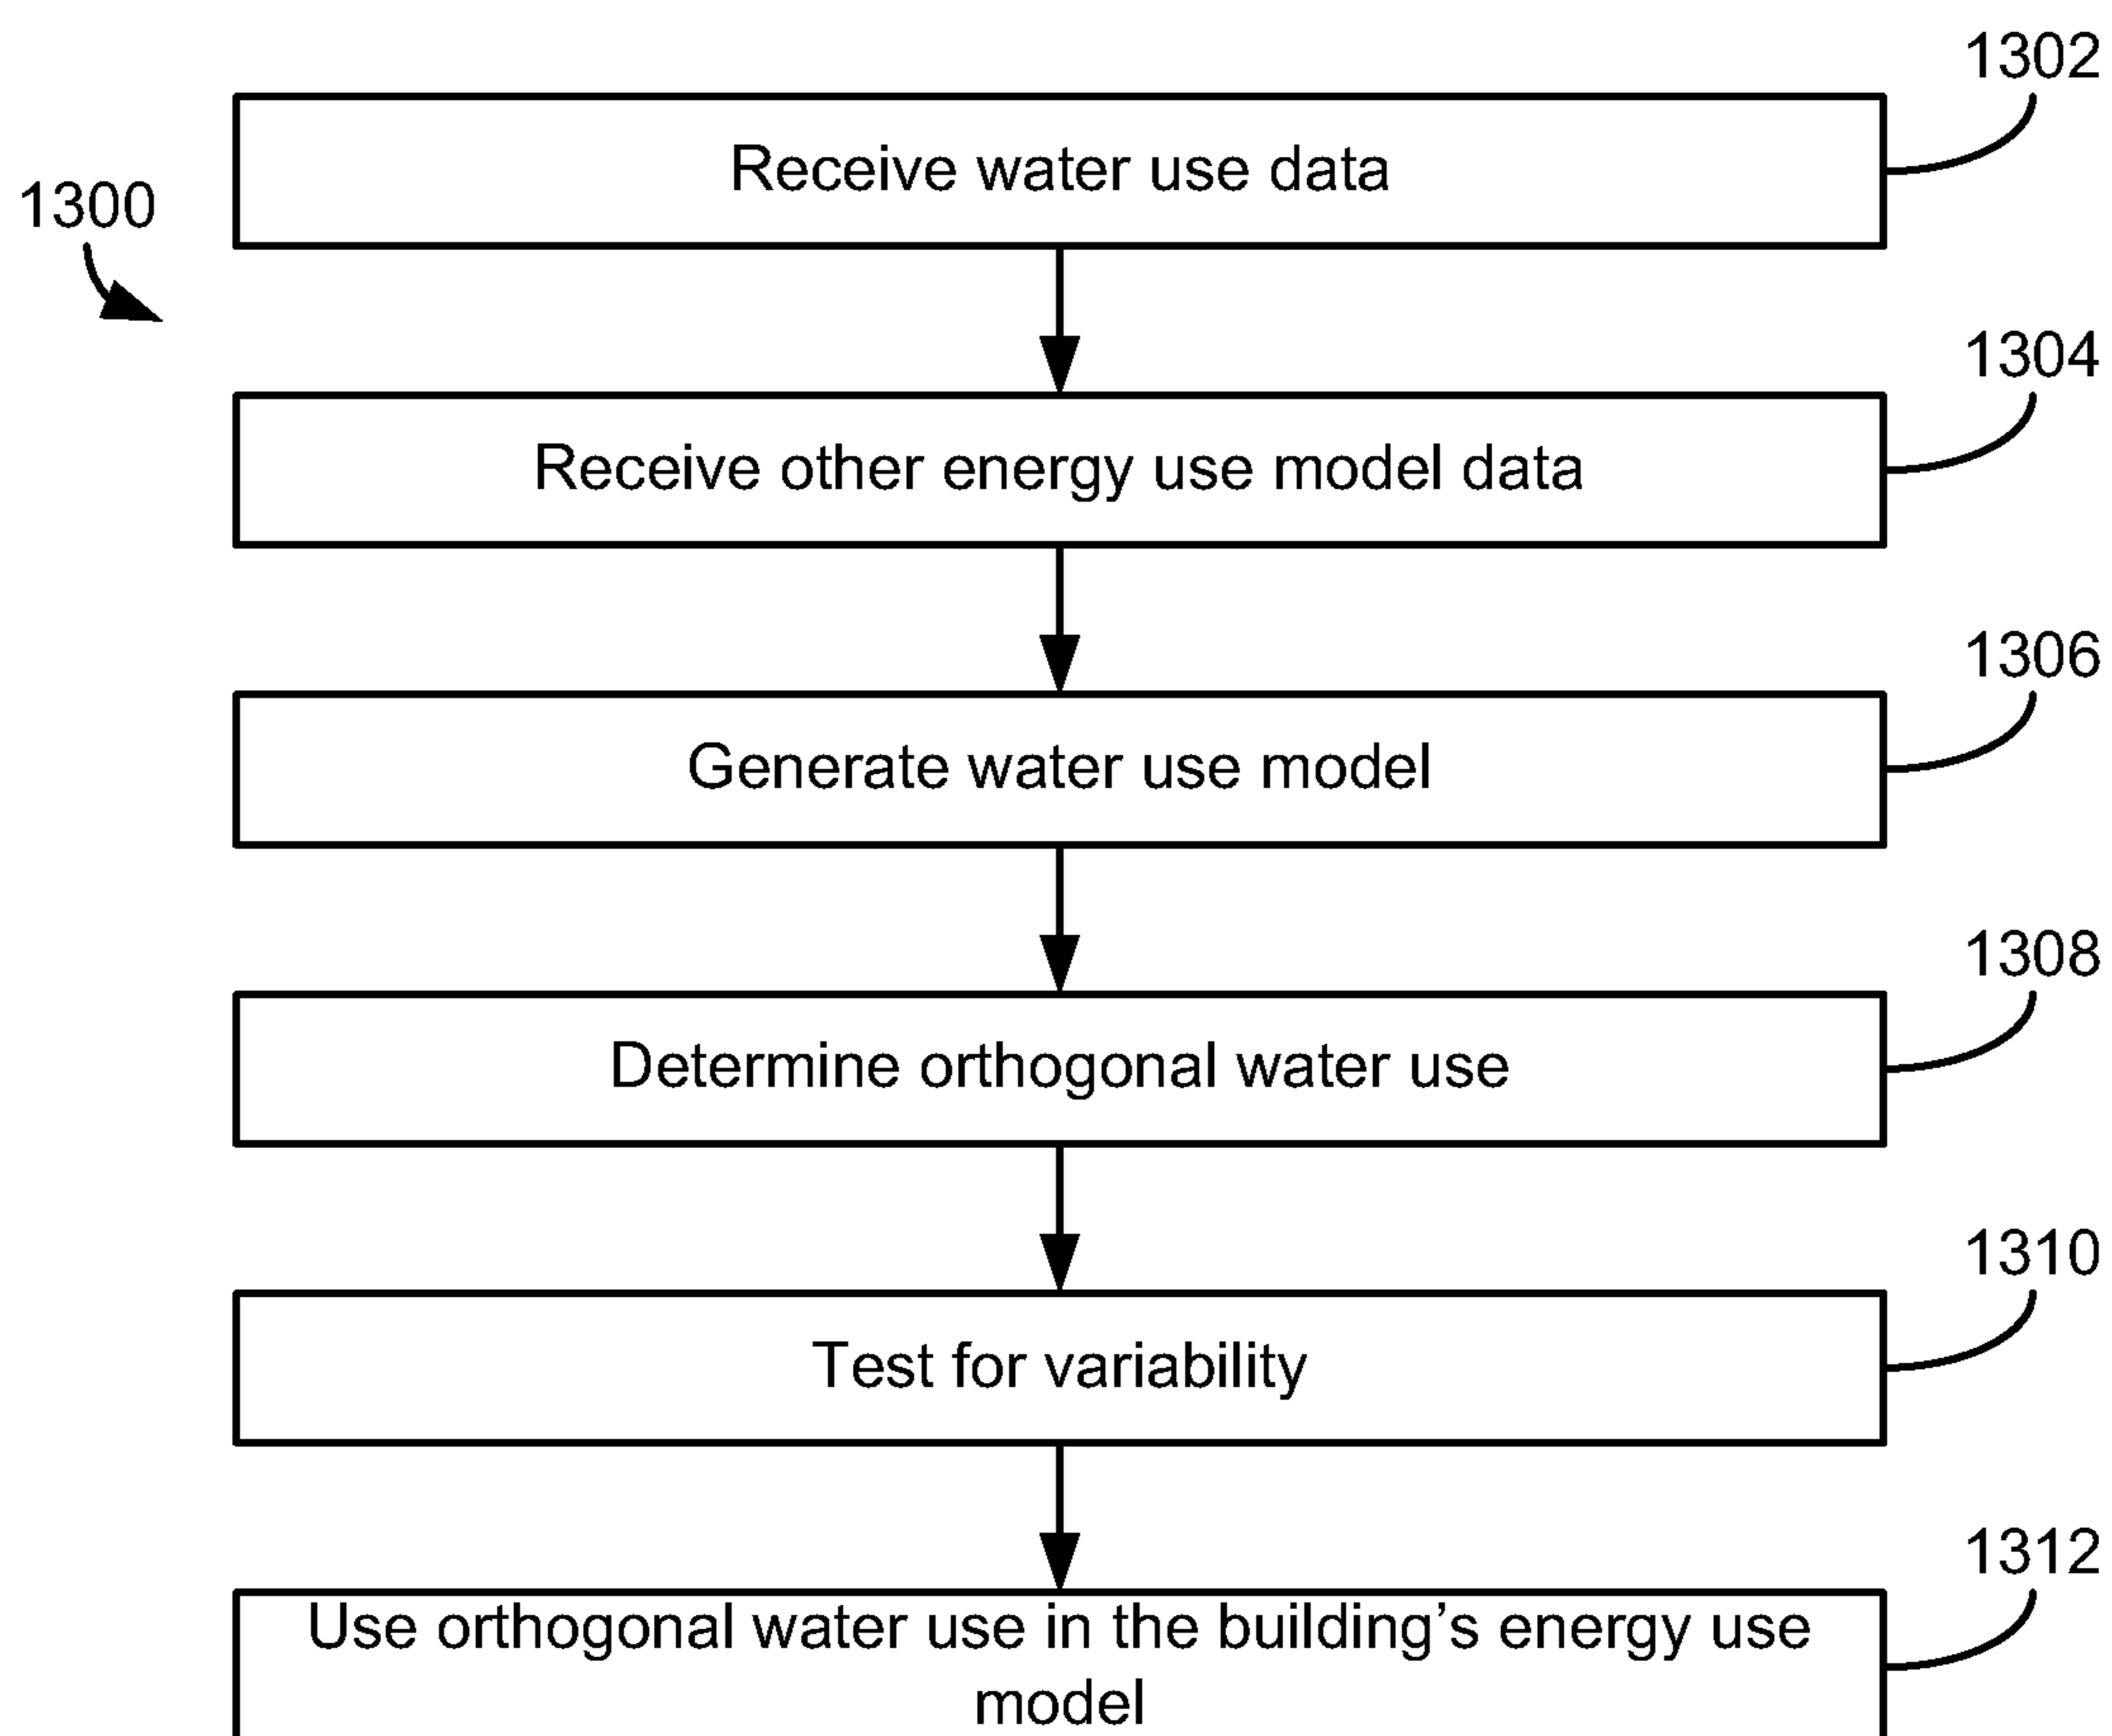 1302
Receive water use data
1300
1304
Receive other energy use model data
1306
Generate water use model
1308
Determine orthogonal water use
1310
Test for variability
1312
Use orthogonal water use in the building’s energy use
model